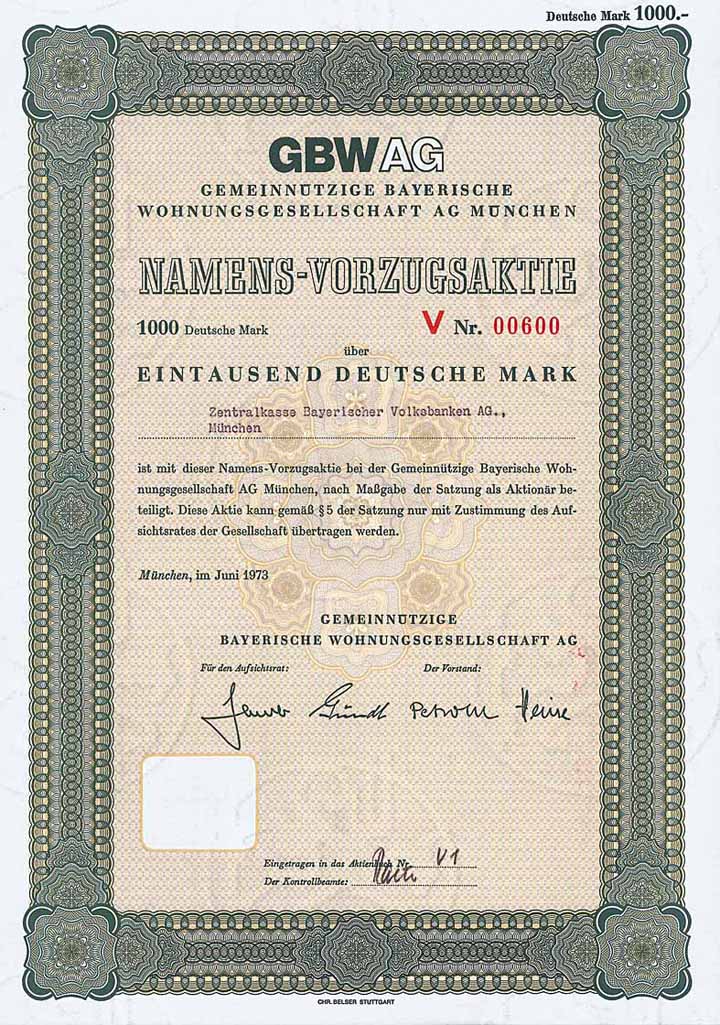 Deutsche Mark 1000.-
GBW AG
GEMEINNÜTZIGE BAYERISCHE
WOHNUNGSGESELLSCHAFT AG MÜNCHEN
NAMENS-VORZUGSAKTIE
1000 Deutsche Mark V Nr. 00600
über
EINTAUSEND DEUTSCHE MARK
Zentralkasse Bayerischer Volksbanken AG.,
München
ist mit dieser Namens-Vorzugsaktie bei der Gemeinnützige Bayerische Woh-
nungsgesellschaft AG München, nach Maßgabe der Satzung als Aktionär be-
teiligt. Diese Aktie kann gemäß § 5 der Satzung nur mit Zustimmung des Auf-
sichtsrates der Gesellschaft übertragen werden.
München, im Juni 1973
GEMEINNÜTZIGE
BAYERISCHE WOHNUNGSGESELLSCHAFT AG
Für den Aufsichtsrat: Der Vorstand:
Heine
Eingetragen in das Aktienbuch Nr. V1
Der Kontrollbeamte:
CHR. BELSER STUTTGART